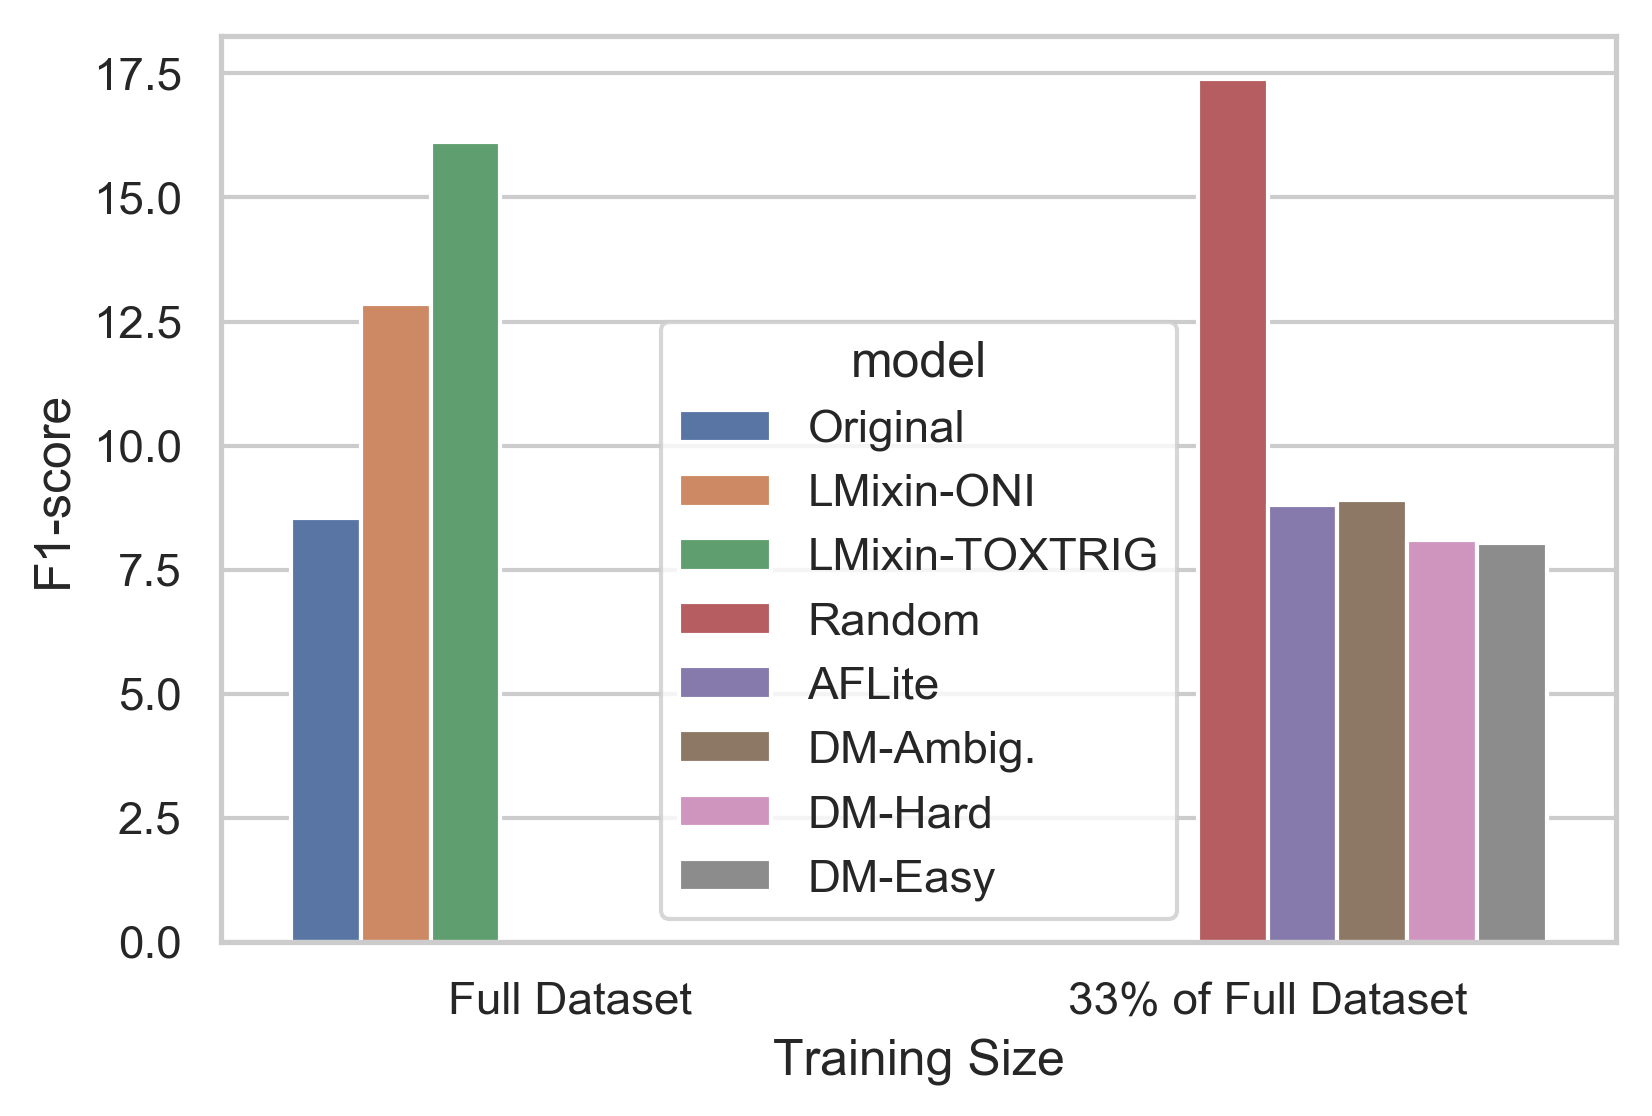 17.5
15.0
12.5
10.0
7.5
5.0
2.5
0.0
F1-score
model
Original
LMixin-ONI
LMixin-TOXTRIG
Random
AFLite
DM-Ambig.
DM-Hard
DM-Easy
Full Dataset
33% of Full Dataset
Training Size